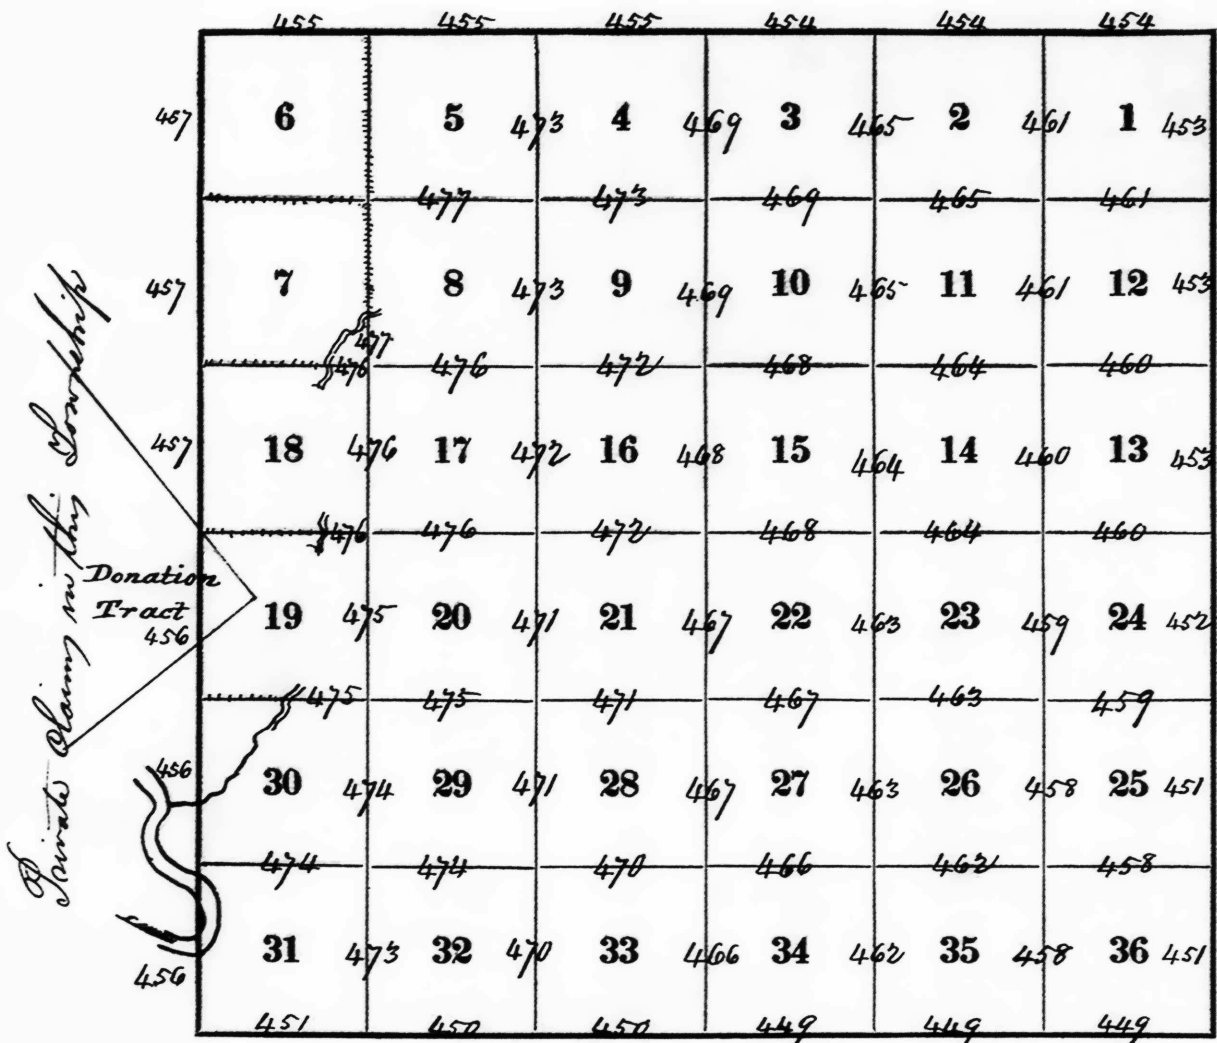 455 455 455 454 454 454
457 6 5 473 4 469 3 465 2 461 1 453
477 473 469 465 461
457 7 8 473 9 469 10 465 11 461 12 453
477
476 476 472 468 464 460
457 18 476 17 472 16 468 15 464 14 460 13 453
476 476 472 468 464 460
Donation
Tract
456 19 475 20 471 21 467 22 463 23 459 24 452
475 475 471 467 463 459
456 30 474 29 471 28 467 27 463 26 458 25 451
474 474 470 466 462 458
456 31 473 32 470 33 466 34 462 35 458 36 451
451 450 450 449 449 449
Private Claims in this Township